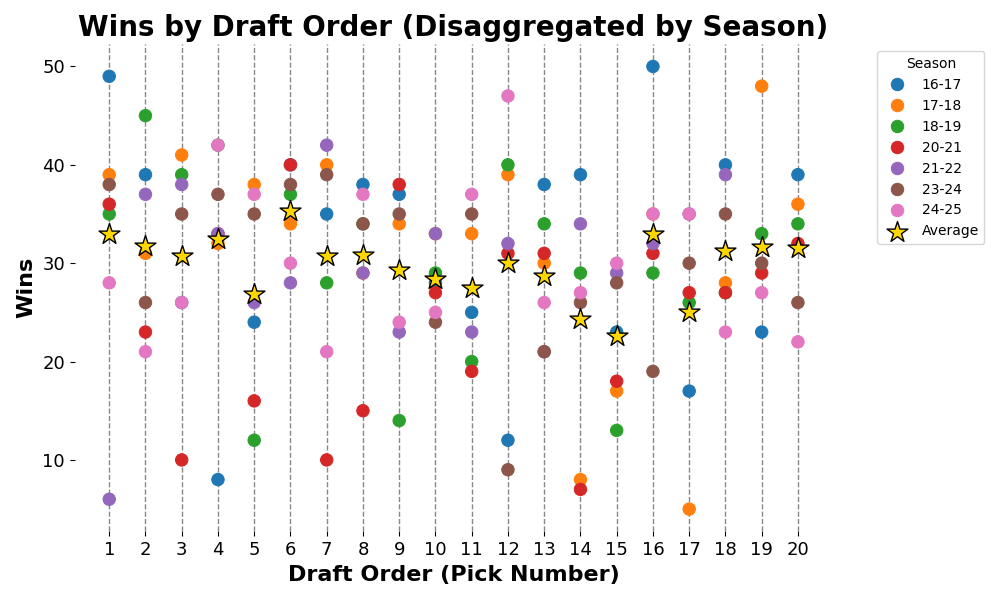 Wins by Draft Order (Disaggregated by Season)
50
40
30
20
10
Wins
1 2 3 4 5 6 7 8 9 10 11 12 13 14 15 16 17 18 19 20
Draft Order (Pick Number)
Season
16-17
17-18
18-19
20-21
21-22
23-24
24-25
Average